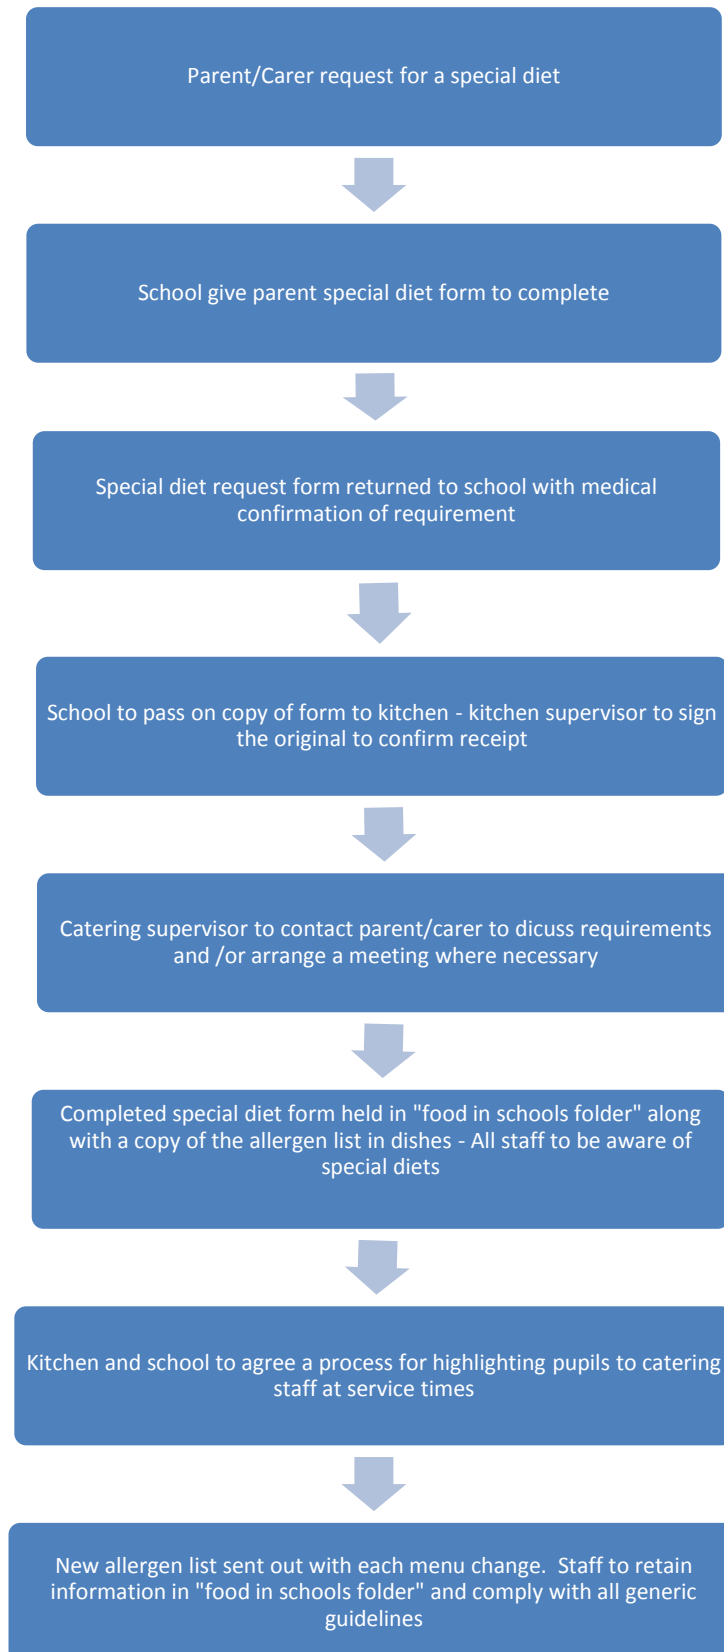 Parent/Carer request for a special diet
School give parent special diet form to complete
Special diet request form returned to school with medical
confirmation of requirement
School to pass on copy of form to kitchen - kitchen supervisor to sign
the original to confirm receipt
Catering supervisor to contact parent/carer to dicuss requirements
and /or arrange a meeting where necessary
Completed special diet form held in "food in schools folder" along
with a copy of the allergen list in dishes - All staff to be aware of
special diets
Kitchen and school to agree a process for highlighting pupils to catering
staff at service times
New allergen list sent out with each menu change.  Staff to retain
information in "food in schools folder" and comply with all generic
guidelines